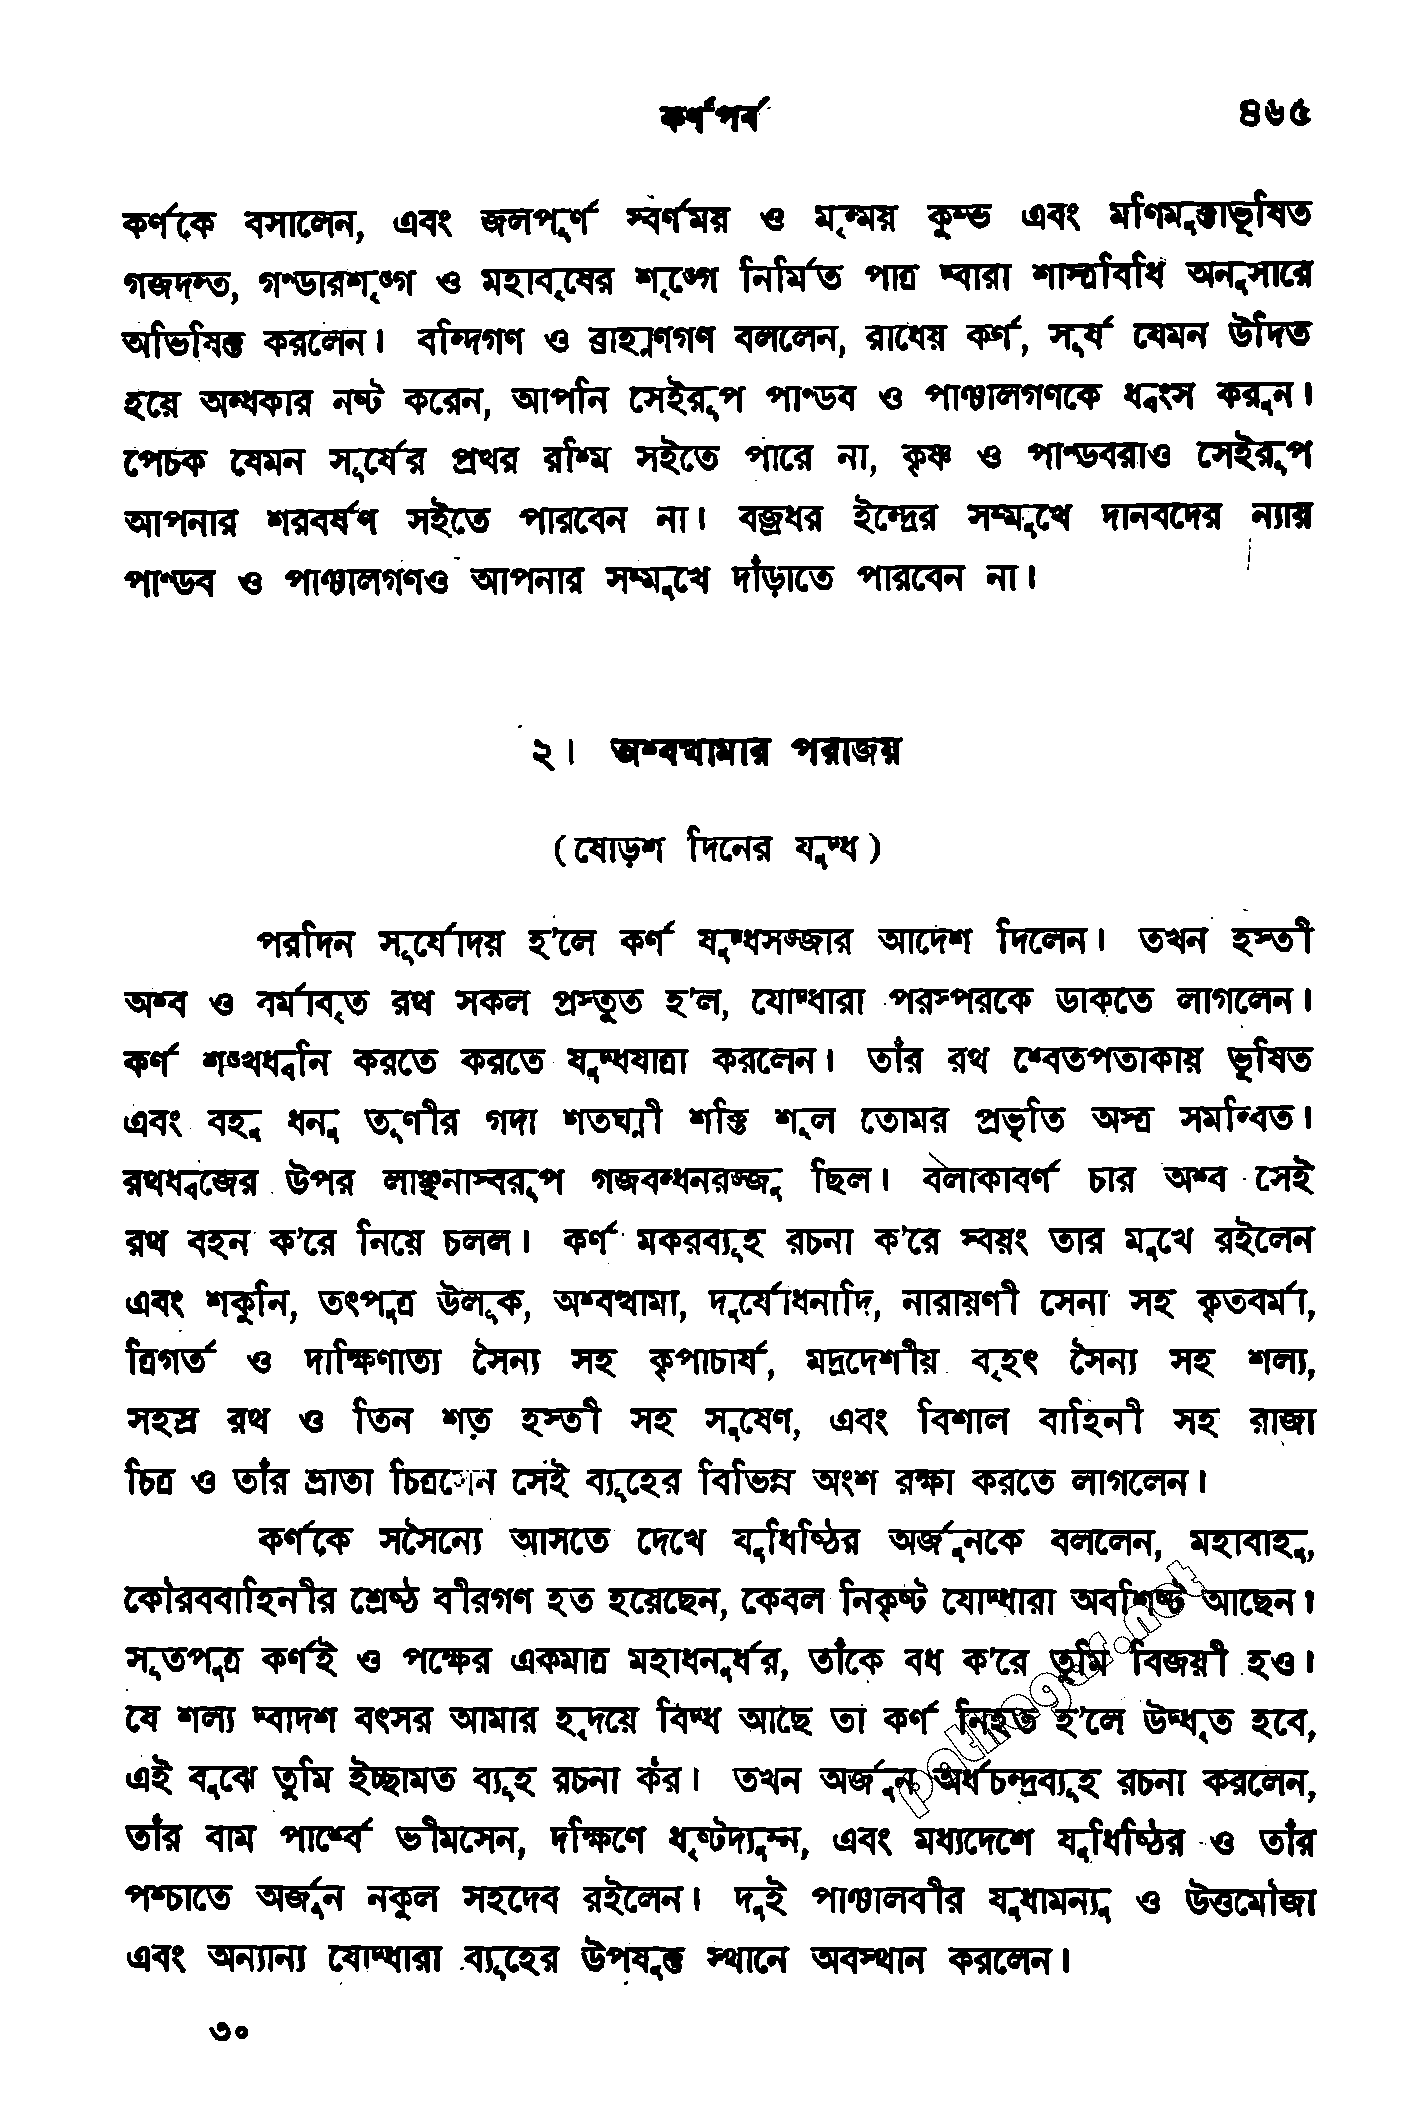 কর্ণপর্ব ৪৬৫
কর্ণকে বসালেন, এবং জলপূর্ণ স্বর্ণময় ও মৃন্ময় কুম্ভ এবং মণিমুক্তাভূষিত
গজদন্ত, গণ্ডারশৃঙ্গ ও মহাবৃষের শৃঙ্গে নির্মিত পাত্র দ্বারা শাস্ত্রবিধি অনুসারে
অভিষিক্ত করলেন। বন্দিগণ ও ব্রাহ্মণগণ বললেন, রাধেয় কর্ণ, সূর্য যেমন উদিত
হয়ে অন্ধকার নষ্ট করেন, আপনি সেইরূপ পাণ্ডব ও পাঞ্চালগণকে ধ্বংস করুন।
পেচক যেমন সূর্যের প্রখর রশ্মি সইতে পারে না, কৃষ্ণ ও পাণ্ডবরাও সেইরূপ
আপনার শরবর্ষণ সইতে পারবেন না। বজ্রধর ইন্দ্রের সম্মুখে দানবদের ন্যায়
পাণ্ডব ও পাঞ্চালগণও আপনার সম্মুখে দাঁড়াতে পারবেন না।
২। অশ্বত্থামার পরাজয়
(ষোড়শ দিনের যুদ্ধ)
পরদিন সূর্যোদয় হ'লে কর্ণ যুদ্ধসজ্জার আদেশ দিলেন। তখন হস্তী
অশ্ব ও বর্মাবৃত রথ সকল প্রস্তুত হ'ল, যোদ্ধারা পরস্পরকে ডাকতে লাগলেন।
কর্ণ শঙ্খধ্বনি করতে করতে যুদ্ধযাত্রা করলেন। তাঁর রথ শ্বেতপতাকায় ভূষিত
এবং বহু ধনু তূণীর গদা শতঘ্নী শক্তি শূল তোমর প্রভৃতি অস্ত্র সমন্বিত।
রথধ্বজের উপর লাঞ্ছনাস্বরূপ গজবন্ধনরজ্জু ছিল। বলাকাবর্ণ চার অশ্ব সেই
রথ বহন ক'রে নিয়ে চলল। কর্ণ মকরব্যূহ রচনা ক'রে স্বয়ং তার মুখে রইলেন
এবং শকুনি, তৎপুত্র উলূক, অশ্বত্থামা, দুর্যোধনাদি, নারায়ণী সেনা সহ কৃতবর্মা,
ত্রিগর্ত ও দাক্ষিণাত্য সৈন্য সহ কৃপাচার্য, মদ্রদেশীয় বৃহৎ সৈন্য সহ শল্য,
সহস্র রথ ও তিন শত হস্তী সহ সুষেণ, এবং বিশাল বাহিনী সহ রাজা
চিত্র ও তাঁর ভ্রাতা চিত্রসেন সেই ব্যূহের বিভিন্ন অংশ রক্ষা করতে লাগলেন।
কর্ণকে সসৈন্যে আসতে দেখে যুধিষ্ঠির অর্জুনকে বললেন, মহাবাহু,
কৌরববাহিনীর শ্রেষ্ঠ বীরগণ হত হয়েছেন, কেবল নিকৃষ্ট যোদ্ধারা অবশিষ্ট আছেন।
সূতপুত্র কর্ণই ও পক্ষের একমাত্র মহাধনুর্ধর, তাঁকে বধ ক'রে তুমি বিজয়ী হও।
যে শল্য দ্বাদশ বৎসর আমার হৃদয়ে বিদ্ধ আছে তা কর্ণ নিহত হ'লে উদ্ধৃত হবে,
এই বুঝে তুমি ইচ্ছামত ব্যূহ রচনা কর। তখন অর্জুন অর্ধচন্দ্রব্যূহ রচনা করলেন,
তাঁর বাম পার্শ্বে ভীমসেন, দক্ষিণে ধৃষ্টদ্যুম্ন, এবং মধ্যদেশে যুধিষ্ঠির ও তাঁর
পশ্চাতে অর্জুন নকুল সহদেব রইলেন। দুই পাঞ্চালবীর যুধামন্যু ও উত্তমৌজা
এবং অন্যান্য যোদ্ধারা ব্যূহের উপযুক্ত স্থানে অবস্থান করলেন।
৩০
pathagar.net